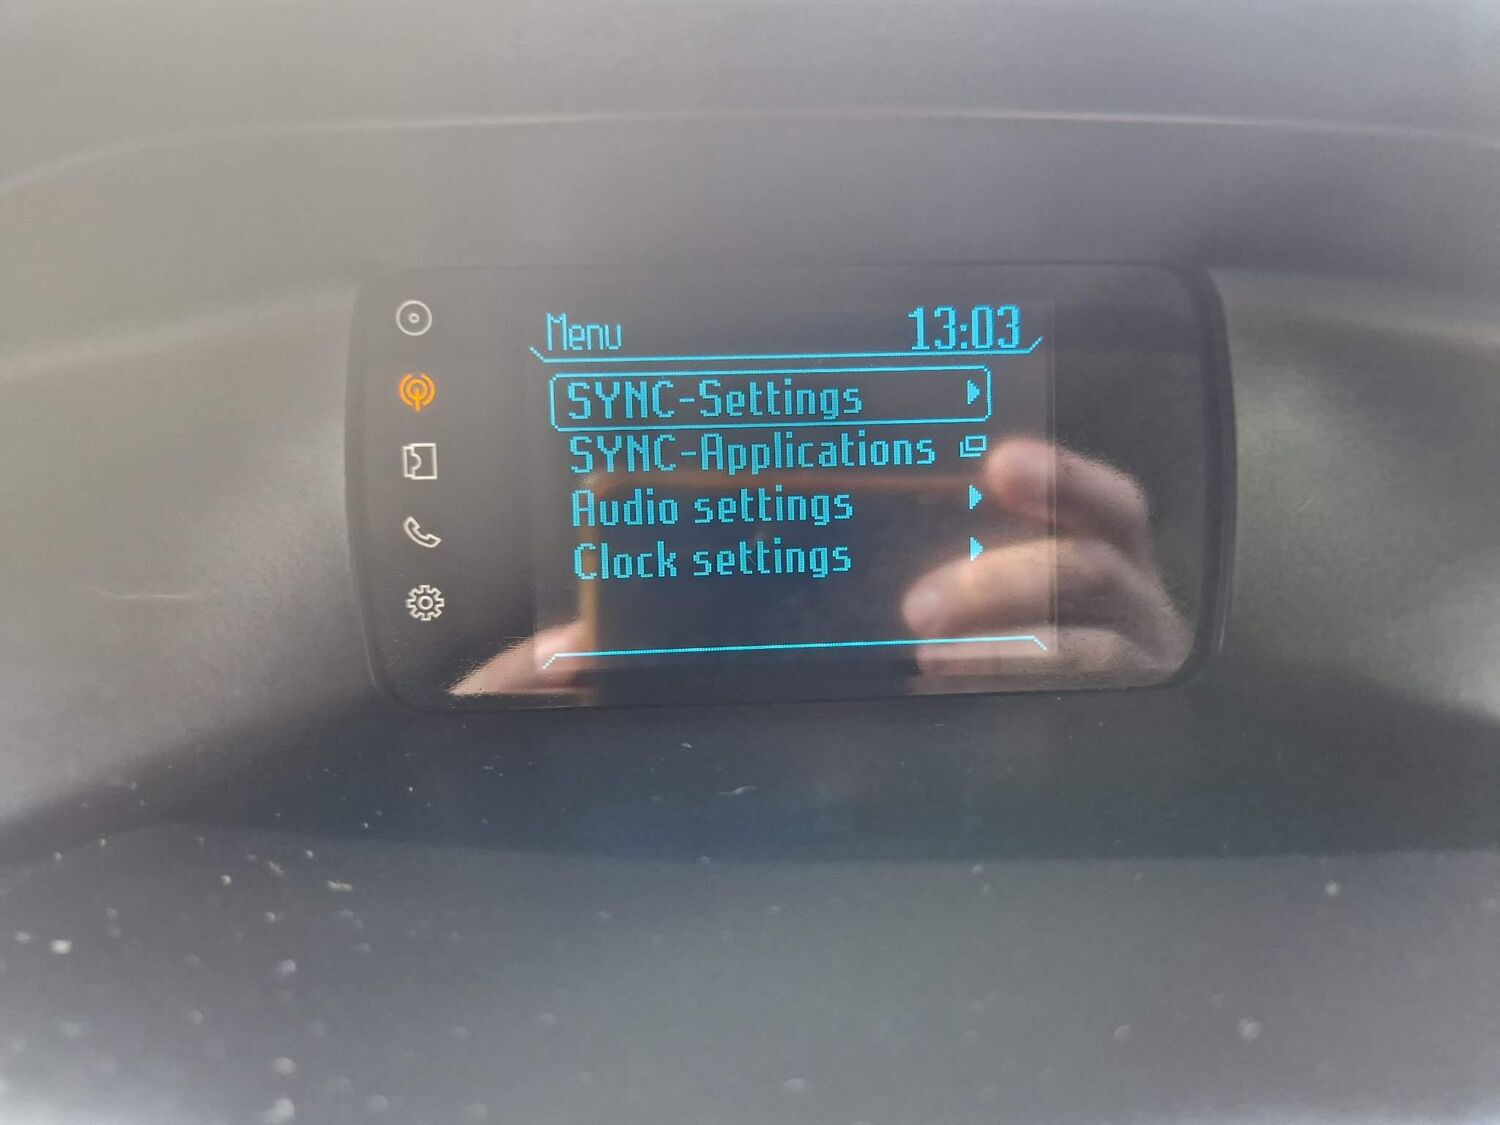 Menu 13:03
SYNC-Settings
SYNC-Applications
Audio settings
Clock settings